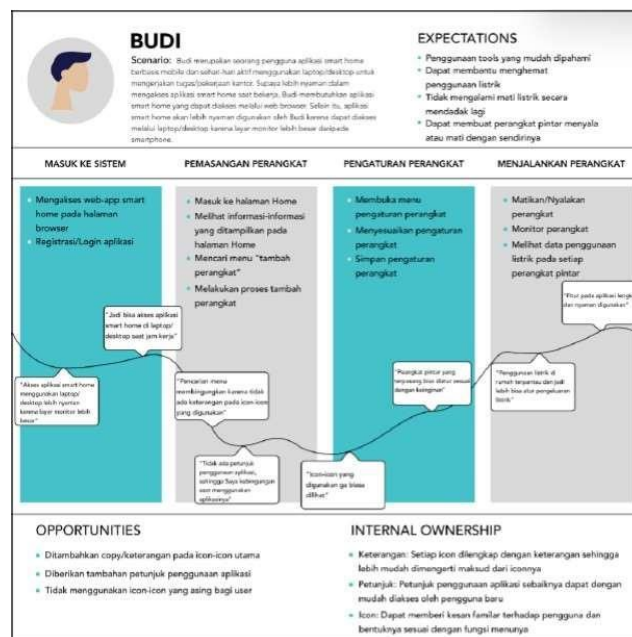 BUDI
Scenario: Budi merupakan seorang pengguna aplikasi smart home
berbasis mobile dan sehari-hari aktif menggunakan laptop/desktop untuk
mengerjakan tugas/pekerjaan kantor. Supaya lebih nyaman dalam
mengakses aplikasi smart home saat bekerja, Budi membutuhkan aplikasi
smart home yang dapat diakses melalui web browser. Selain itu, aplikasi
smart home akan lebih nyaman digunakan oleh Budi karena dapat diakses
melalui laptop/desktop karena layar monitor lebih besar daripada
smartphone.
EXPECTATIONS
Penggunaan tools yang mudah dipahami
Dapat membantu menghemat
penggunaan listrik
Tidak mengalami mati listrik secara
mendadak lagi
Dapat membuat perangkat pintar menyala
atau mati dengan sendirinya
MASUK KE SISTEM
PEMASANGAN PERANGKAT
PENGATURAN PERANGKAT
MENJALANKAN PERANGKAT
Mengakses web-app smart
home pada halaman
browser
Registrasi/Login aplikasi
Masuk ke halaman Home
Melihat informasi-informasi
yang ditampilkan pada
halaman Home
Mencari menu "tambah
perangkat"
Melakukan proses tambah
perangkat
Membuka menu
pengaturan perangkat
Menyesuaikan pengaturan
perangkat
Simpan pengaturan
perangkat
Matikan/Nyalakan
perangkat
Monitor perangkat
Melihat data penggunaan
listrik pada setiap
perangkat pintar
"Akses aplikasi smart home
menggunakan laptop/
desktop lebih nyaman
karena layar monitor lebih
besar"
"Jadi bisa akses aplikasi
smart home di laptop/
desktop saat jam kerja"
"Pencarian menu
membingungkan karena tidak
ada keterangan pada icon-icon
yang digunakan"
"Tidak ada petunjuk
penggunaan aplikasi,
sehingga Saya kebingungan
saat menggunakan
aplikasinya"
"Icon-icon yang
digunakan ga biasa
dilihat"
"Perangkat pintar yang
terpasang bisa diatur sesuai
dengan keinginan"
"Penggunaan listrik di
rumah terpantau dan jadi
lebih bisa atur pengeluaran
"Fitur pada aplikasi
dan nyaman digunakan"
OPPORTUNITIES
Ditambahkan copy/keterangan pada icon-icon utama
Diberikan tambahan petunjuk penggunaan aplikasi
Tidak menggunakan icon-icon yang asing bagi user
INTERNAL OWNERSHIP
Keterangan: Setiap icon dilengkap dengan keterangan sehingga
lebih mudah dimengerti maksud dari iconnya
Petunjuk: Petunjuk penggunaan aplikasi sebaiknya dapat dengan
mudah diakses oleh pengguna baru
Icon: Dapat memberi kesan familar terhadap pengguna dan
bentuknya sesuai dengan fungsi menunya